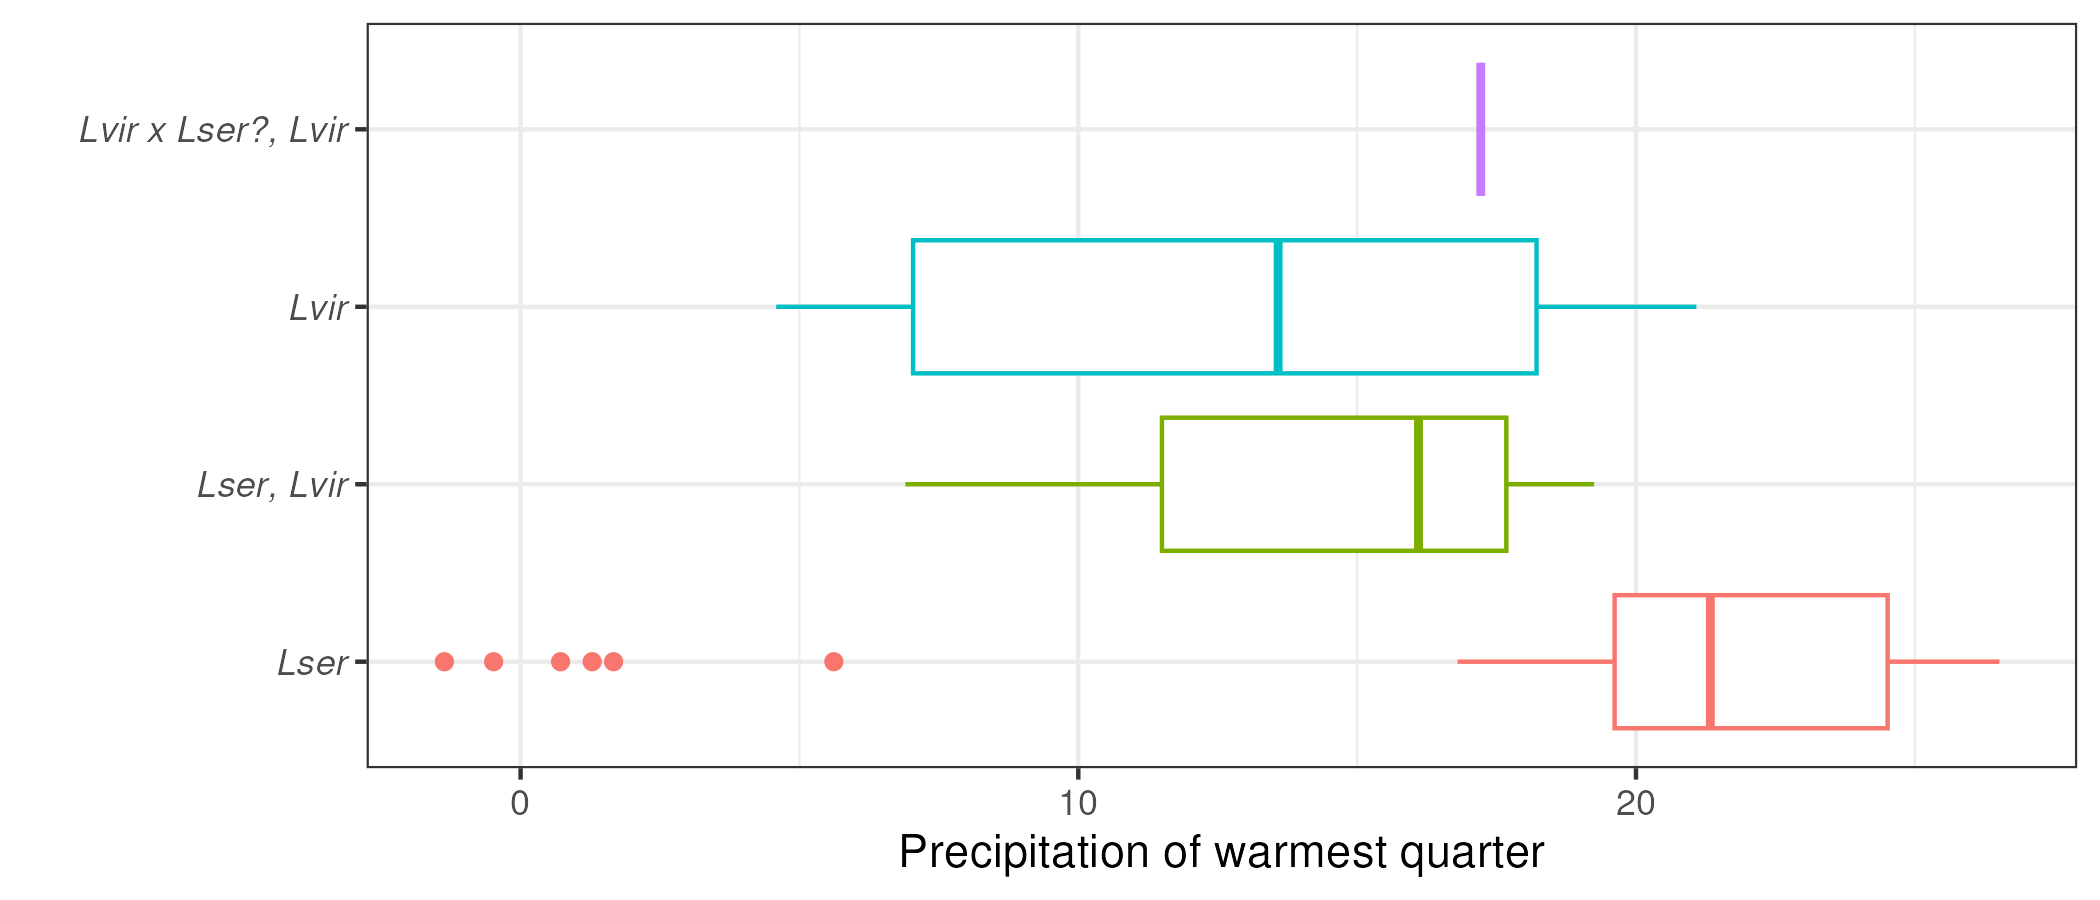 Lvir x Lser?, Lvir
Lvir
Lser, Lvir
Lser
0 10 20
Precipitation of warmest quarter